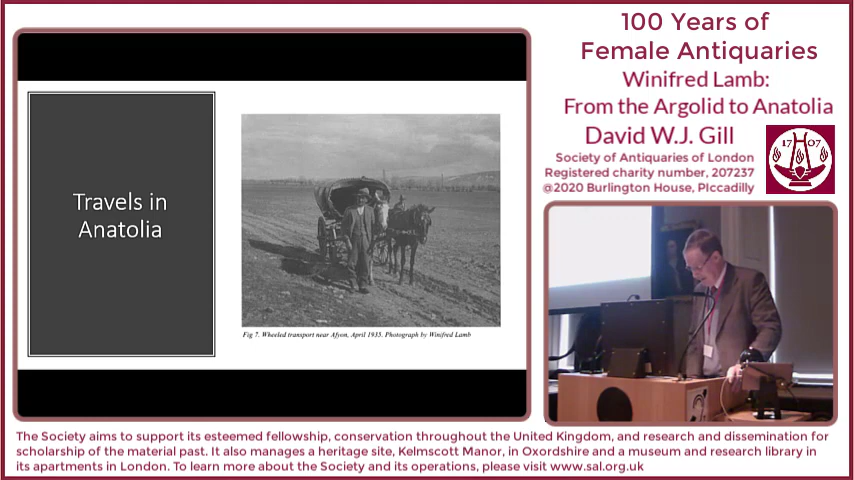 100 Years of
Female Antiquaries
Winifred Lamb:
From the Argolid to Anatolia
David W.J. Gill
Society of Antiquaries of London
Registered charity number, 207237
@2020 Burlington House, PIccadilly
17 07
Travels in
Anatolia
Fig 7. Wheeled transport near Afyon, April 1935. Photograph by Winifred Lamb
The Society aims to support its esteemed fellowship, conservation throughout the United Kingdom, and research and dissemination for
scholarship of the material past. It also manages a heritage site, Kelmscott Manor, in Oxordshire and a museum and research library in
its apartments in London. To learn more about the Society and its operations, please visit www.sal.org.uk